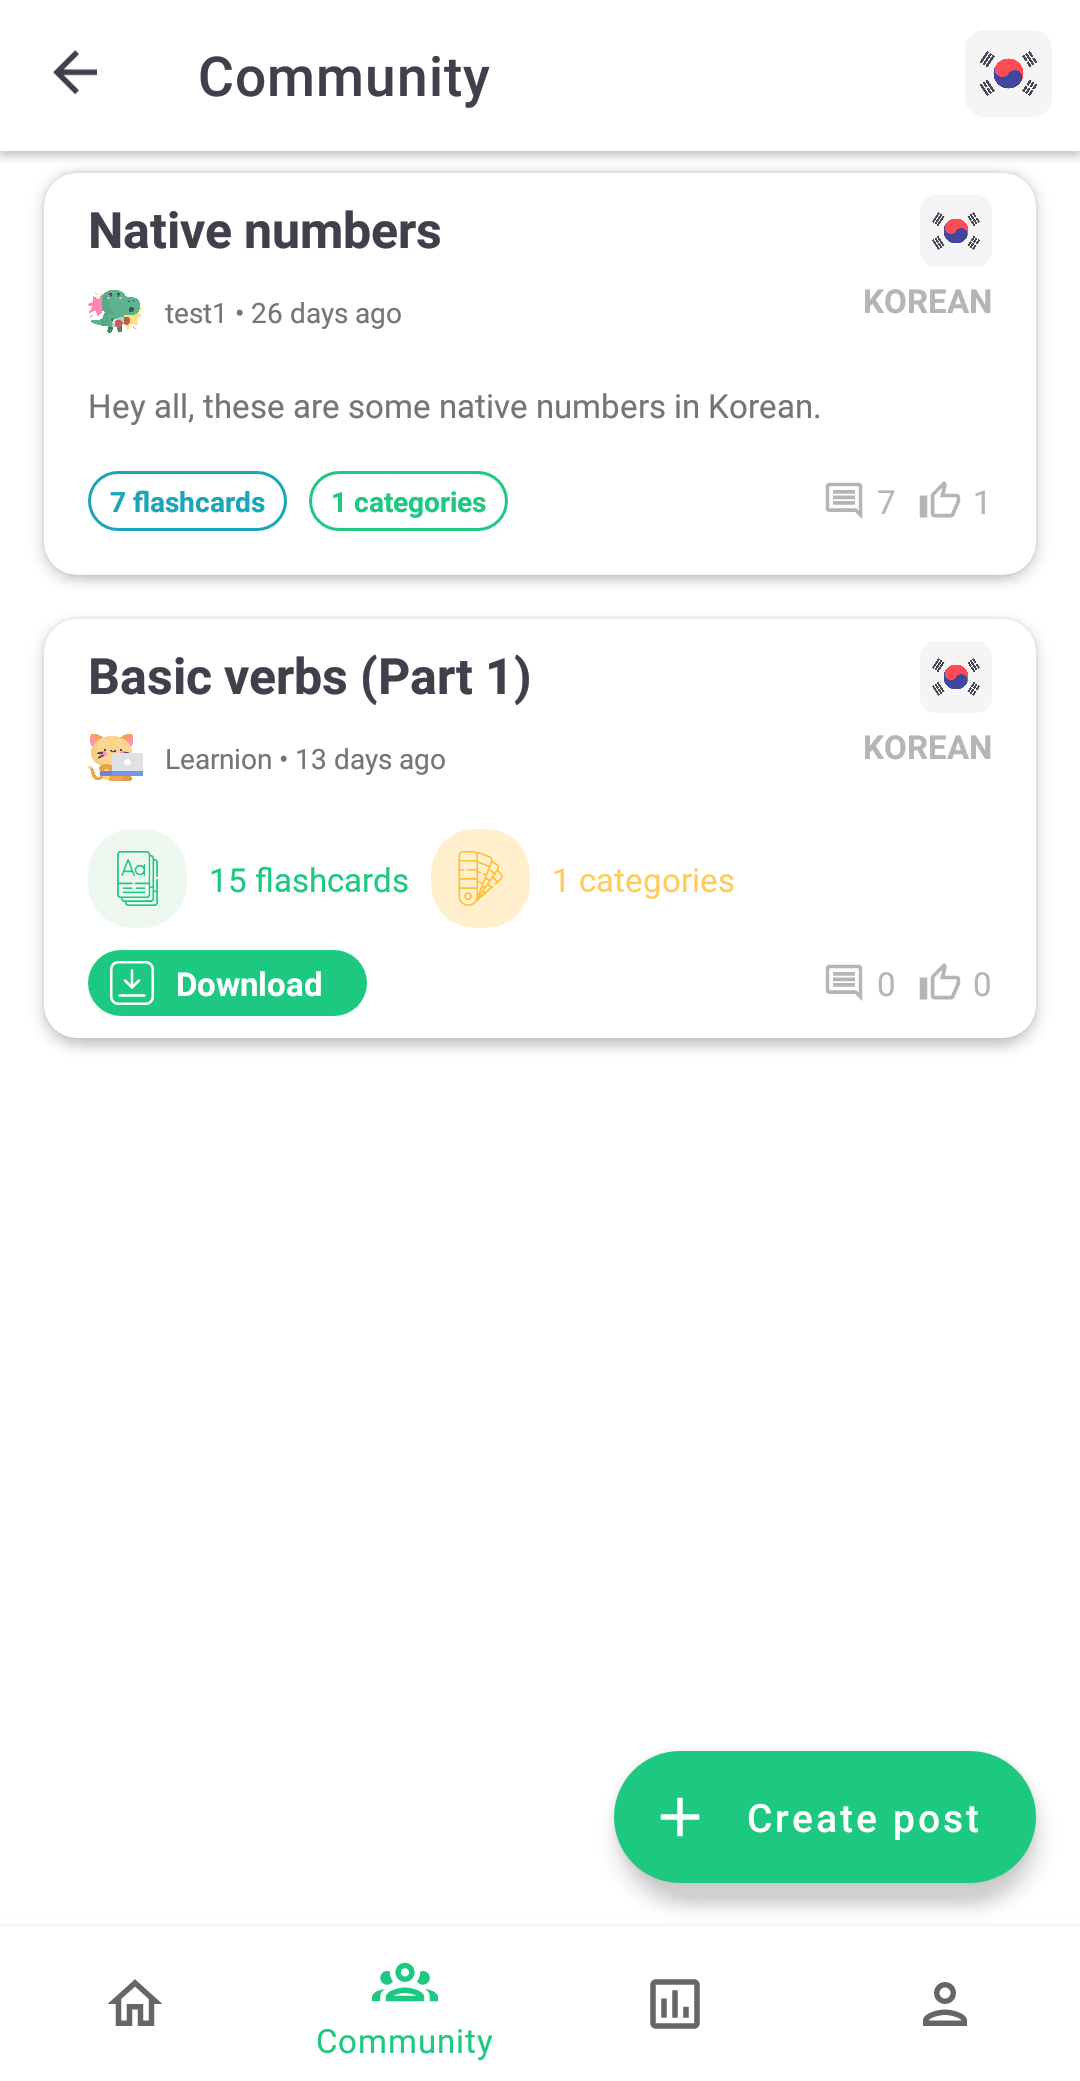 Community
Native numbers
test1 • 26 days ago
KOREAN
Hey all, these are some native numbers in Korean.
7 flashcards
1 categories
7
1
Basic verbs (Part 1)
Learnion • 13 days ago
KOREAN
Aa
15 flashcards
1 categories
Download
0
0
Create post
Community